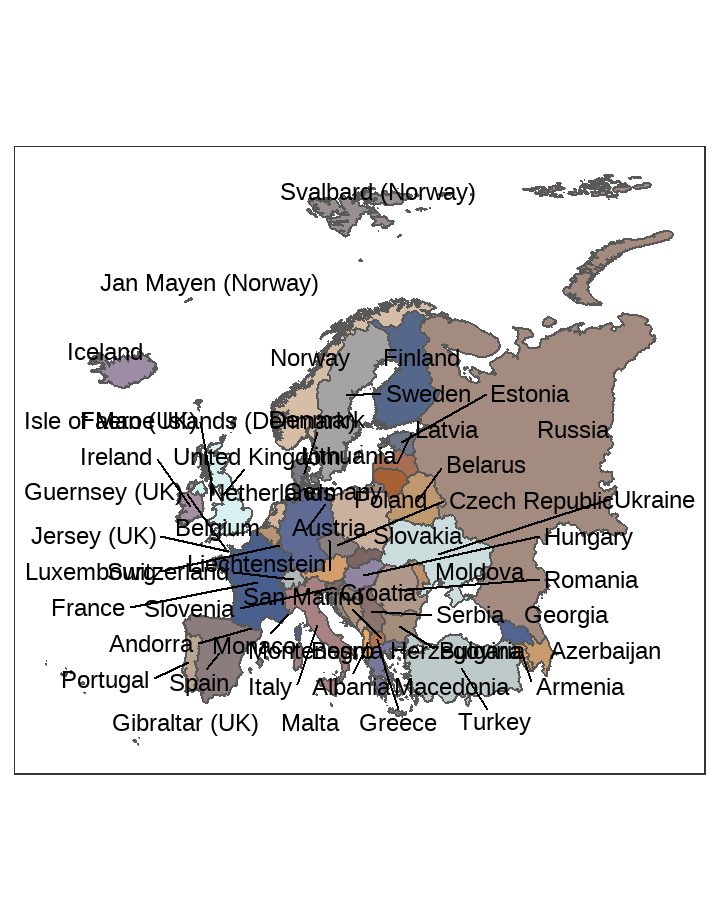 Svalbard (Norway)
Jan Mayen (Norway)
Iceland
Norway
Finland
Sweden
Estonia
Isle of Man (UK)
Faeroe Islands (Denmark)
Denmark
Latvia
Russia
Ireland
United Kingdom
Lithuania
Belarus
Guernsey (UK)
Netherlands
Germany
Poland
Czech Republic
Ukraine
Jersey (UK)
Belgium
Austria
Slovakia
Hungary
Luxembourg
Switzerland
Liechtenstein
Moldova
Romania
France
Slovenia
San Marino
Croatia
Serbia
Georgia
Andorra
Monaco
Montenegro
Bosnia Herzegovina
Bulgaria
Azerbaijan
Portugal
Spain
Italy
Albania
Macedonia
Armenia
Gibraltar (UK)
Malta
Greece
Turkey